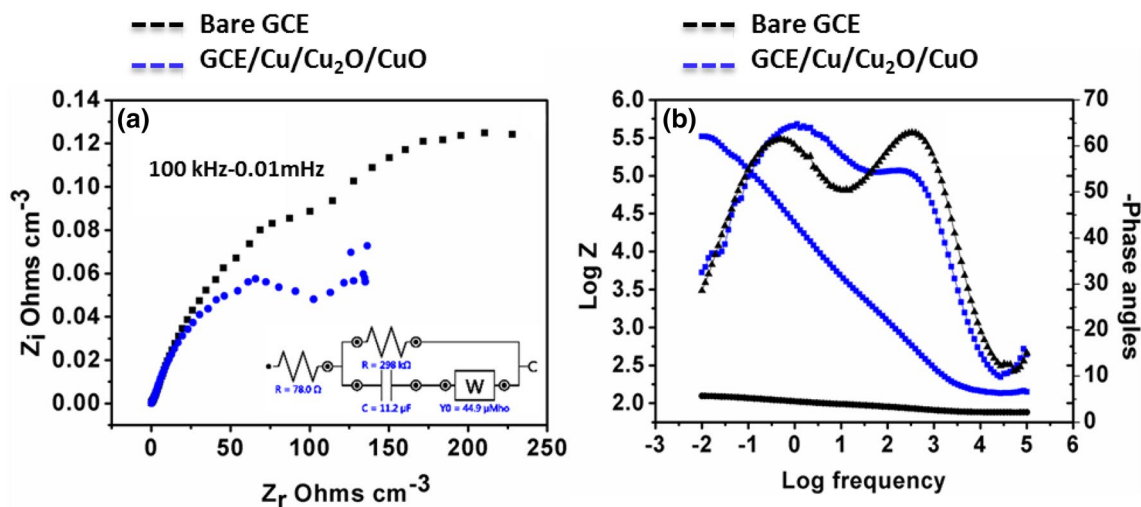 Bare GCE
GCE/Cu/Cu₂O/CuO
(a)
100 kHz-0.01mHz
Zᵢ Ohms cm⁻³
0.14
0.12
0.10
0.08
0.06
0.04
0.02
0.00
R = 78.0 Ω
R = 298 kΩ
C = 11.2 µF
W
Y0 = 44.9 µMho
C
0 50 100 150 200 250
Zᵣ Ohms cm⁻³
Bare GCE
GCE/Cu/Cu₂O/CuO
(b)
Log Z
6.0
5.5
5.0
4.5
4.0
3.5
3.0
2.5
2.0
-3 -2 -1 0 1 2 3 4 5 6
Log frequency
70
60
50
40
30
20
10
0
-Phase angles